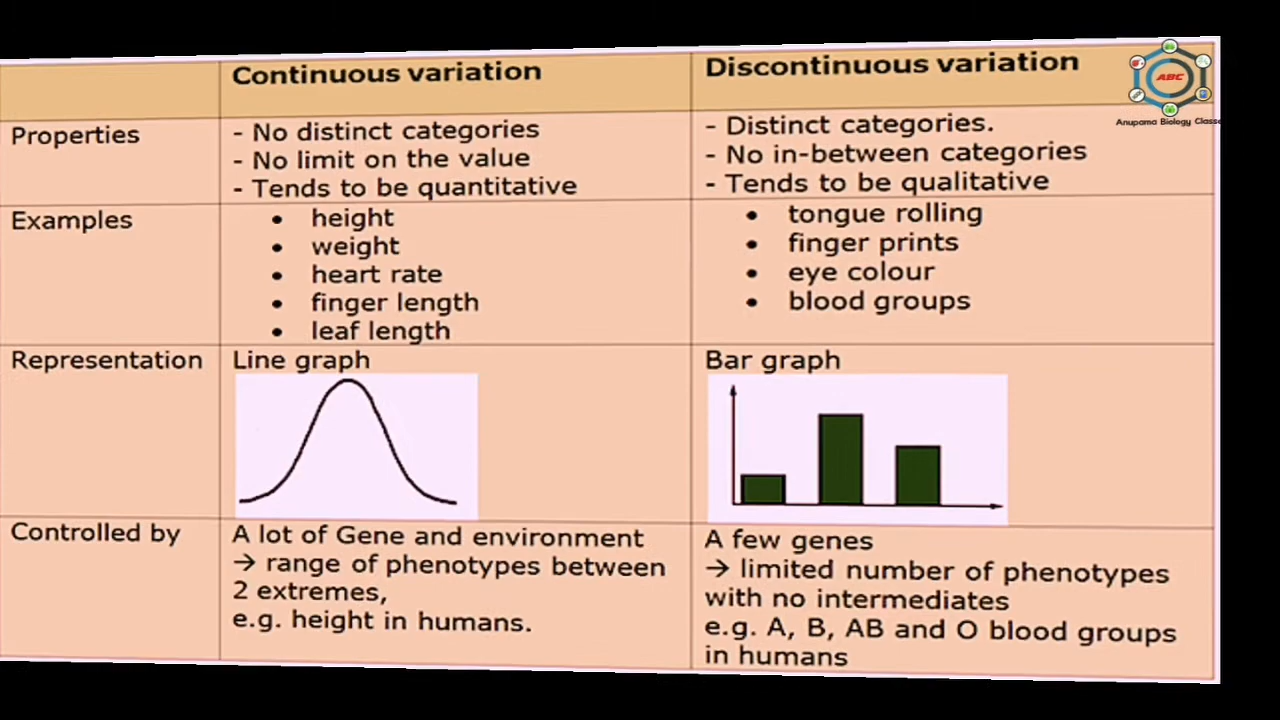 Continuous variation
Discontinuous variation
ABC
Anupama Biology Classe
Properties
- No distinct categories
- No limit on the value
- Tends to be quantitative
- Distinct categories.
- No in-between categories
- Tends to be qualitative
Examples
• height
• weight
• heart rate
• finger length
• leaf length
• tongue rolling
• finger prints
• eye colour
• blood groups
Representation
Line graph
Bar graph
Controlled by
A lot of Gene and environment
→ range of phenotypes between
2 extremes,
e.g. height in humans.
A few genes
→ limited number of phenotypes
with no intermediates
e.g. A, B, AB and O blood groups
in humans